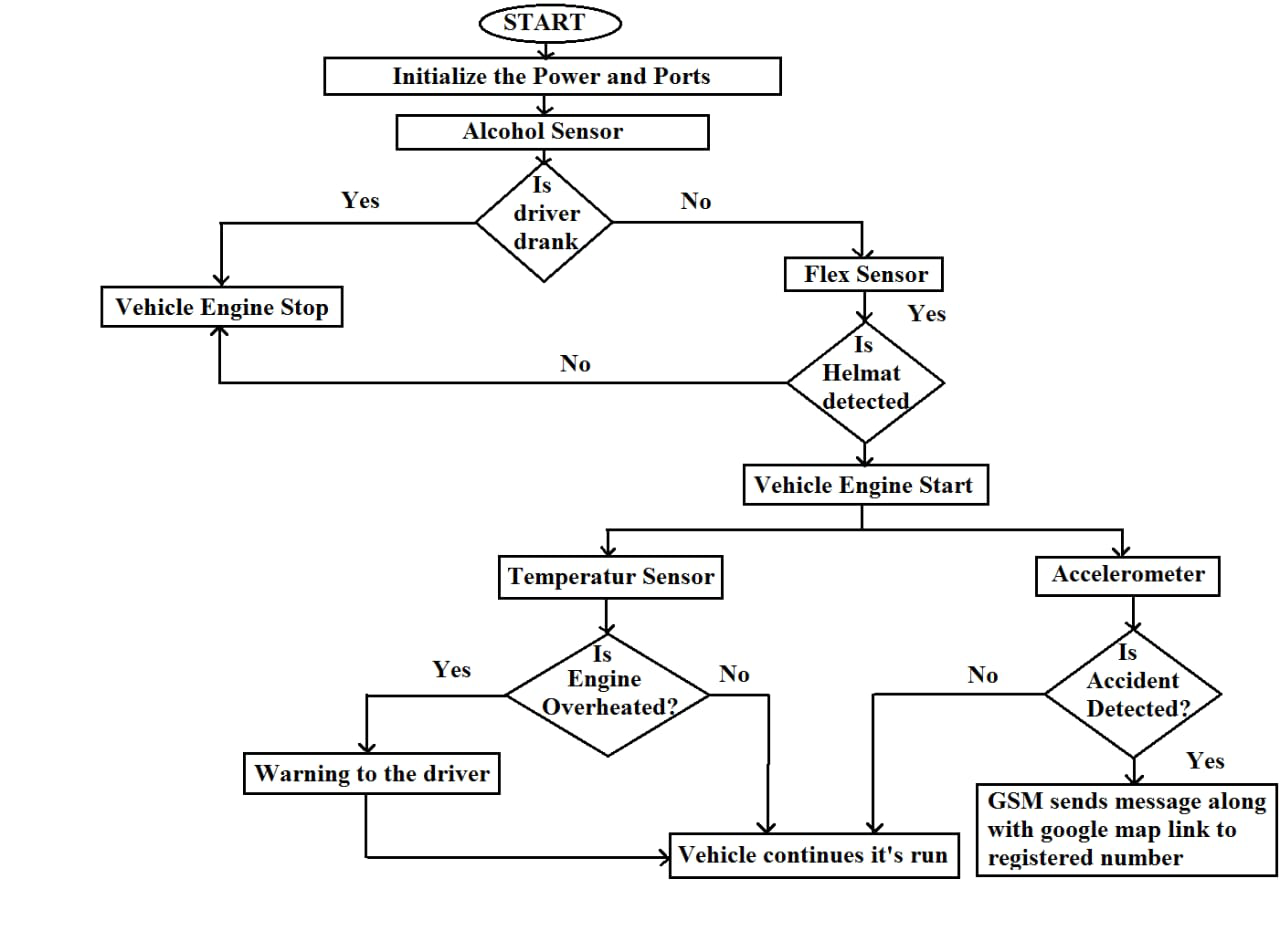 START
Initialize the Power and Ports
Alcohol Sensor
Is
driver
drank
Yes
No
Flex Sensor
Vehicle Engine Stop
Yes
Is
Helmat
detected
No
Vehicle Engine Start
Temperatur Sensor
Accelerometer
Is
Engine
Overheated?
Yes
No
Is
Accident
Detected?
No
Yes
Warning to the driver
GSM sends message along
with google map link to
registered number
Vehicle continues it's run